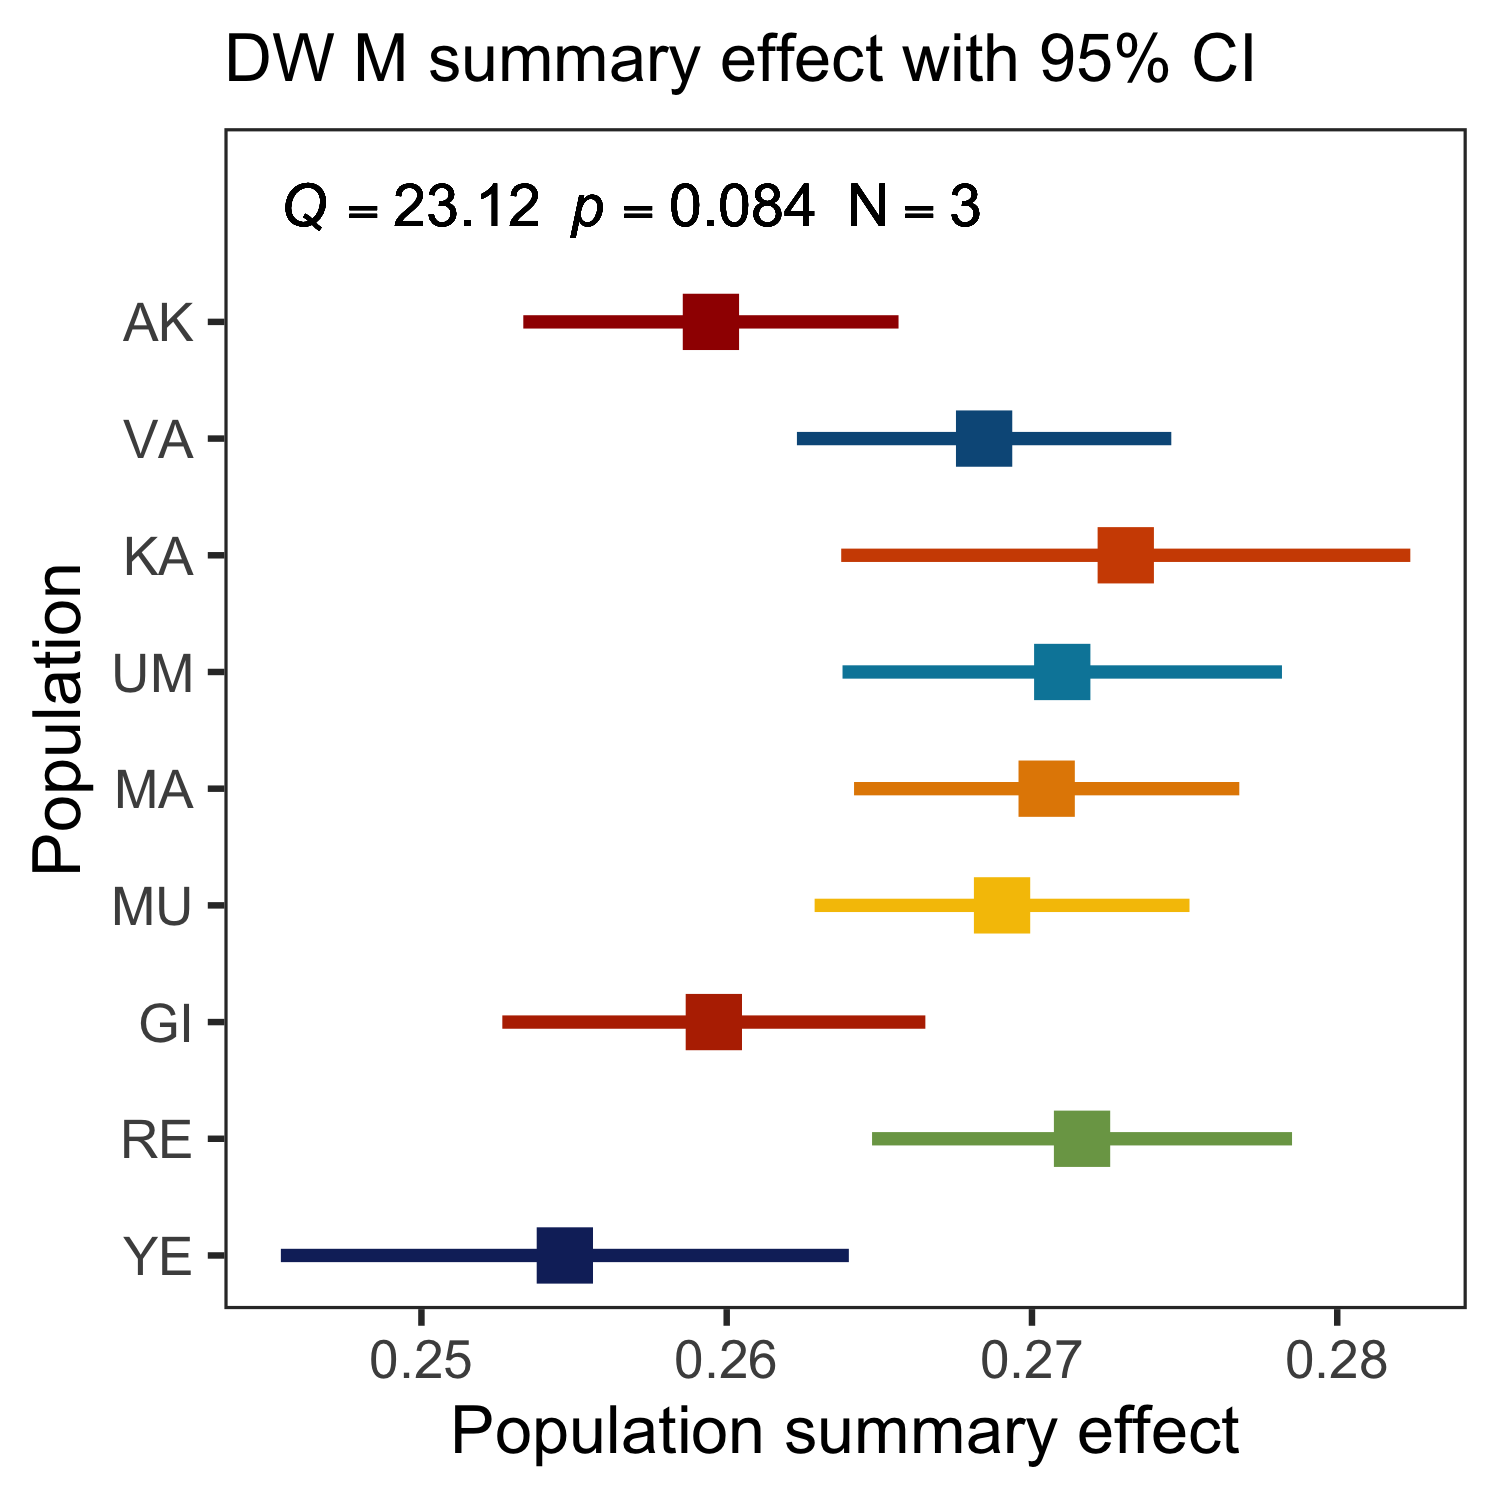 DW M summary effect with 95% CI
Q = 23.12 p = 0.084 N = 3
AK
VA
KA
UM
MA
MU
GI
RE
YE
Population
0.25 0.26 0.27 0.28
Population summary effect